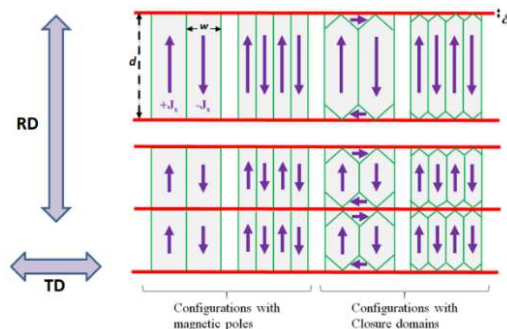 δ
d
w
+Jₛ
-Jₛ
RD
TD
Configurations with
magnetic poles
Configurations with
Closure domains